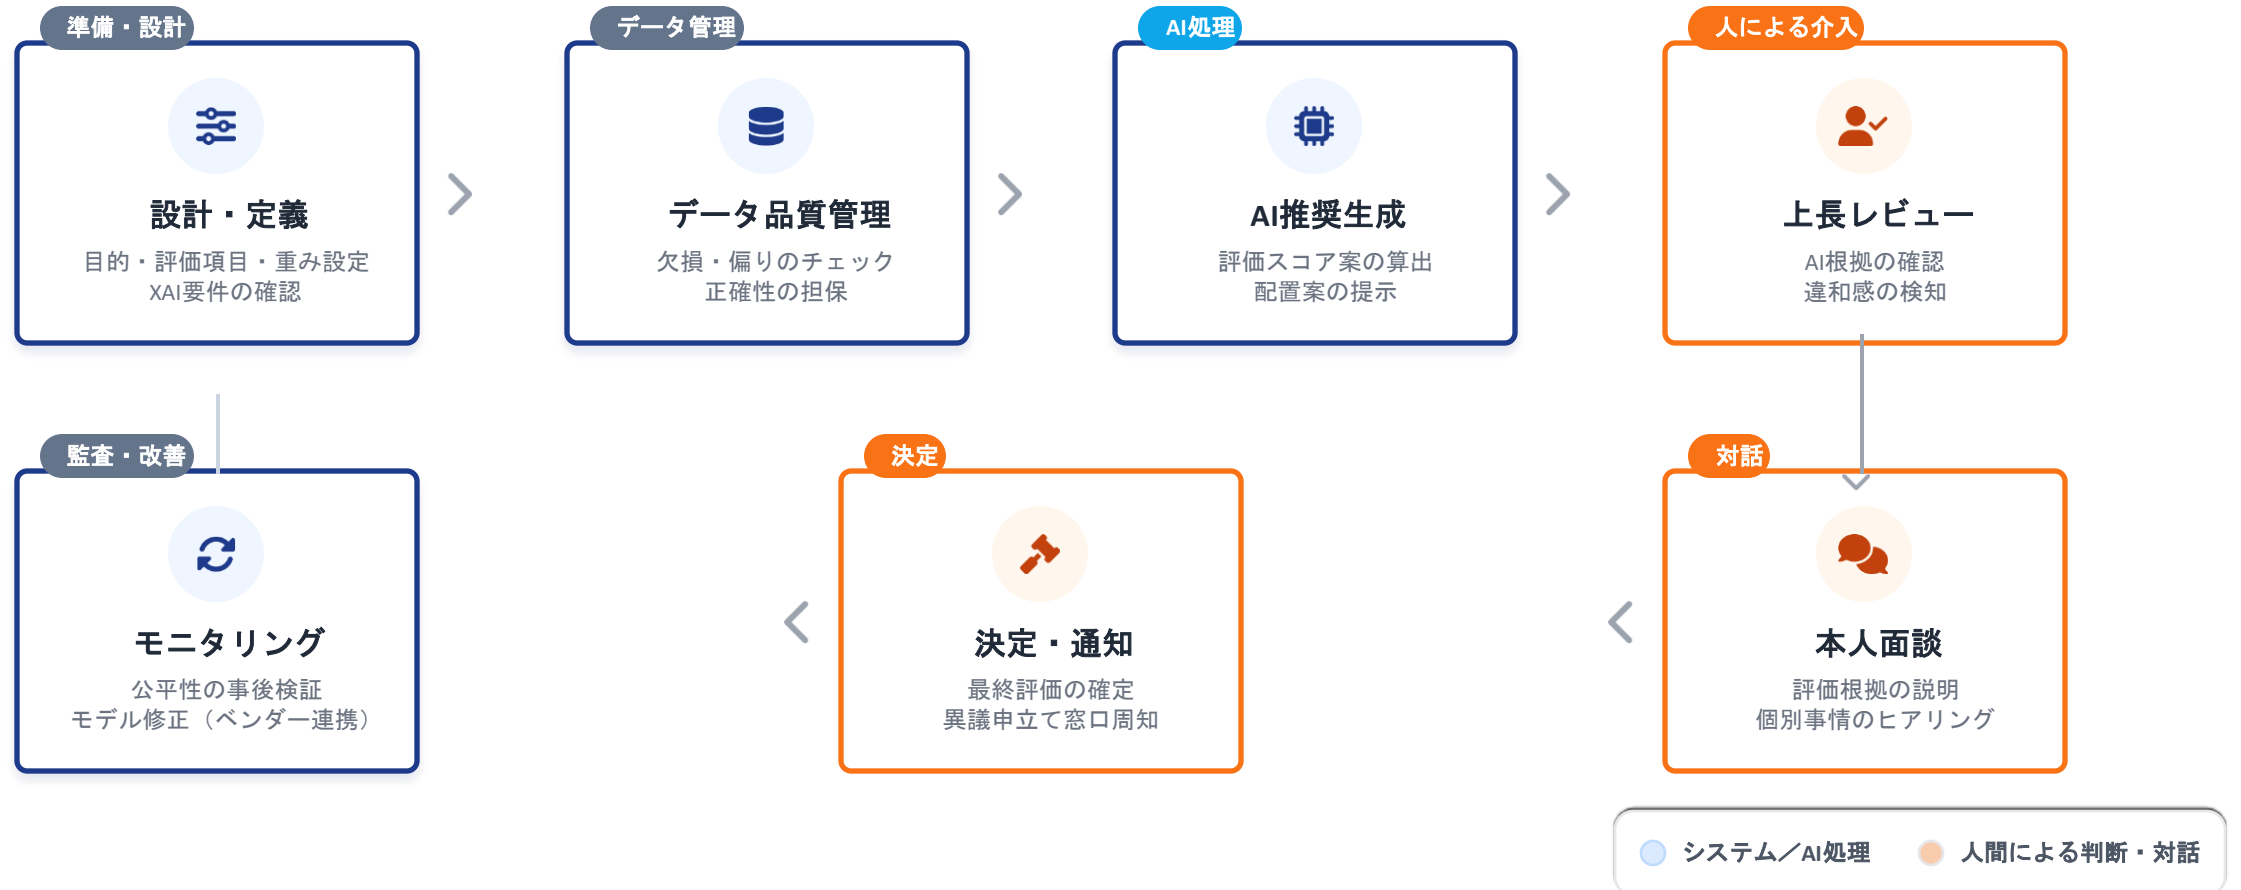 準備・設計
設計・定義
目的・評価項目・重み設定
XAI要件の確認
データ管理
データ品質管理
欠損・偏りのチェック
正確性の担保
AI処理
AI推奨生成
評価スコア案の算出
配置案の提示
人による介入
上長レビュー
AI根拠の確認
違和感の検知
対話
本人面談
評価根拠の説明
個別事情のヒアリング
決定
決定・通知
最終評価の確定
異議申立て窓口周知
監査・改善
モニタリング
公平性の事後検証
モデル修正（ベンダー連携）
システム／AI処理
人間による判断・対話